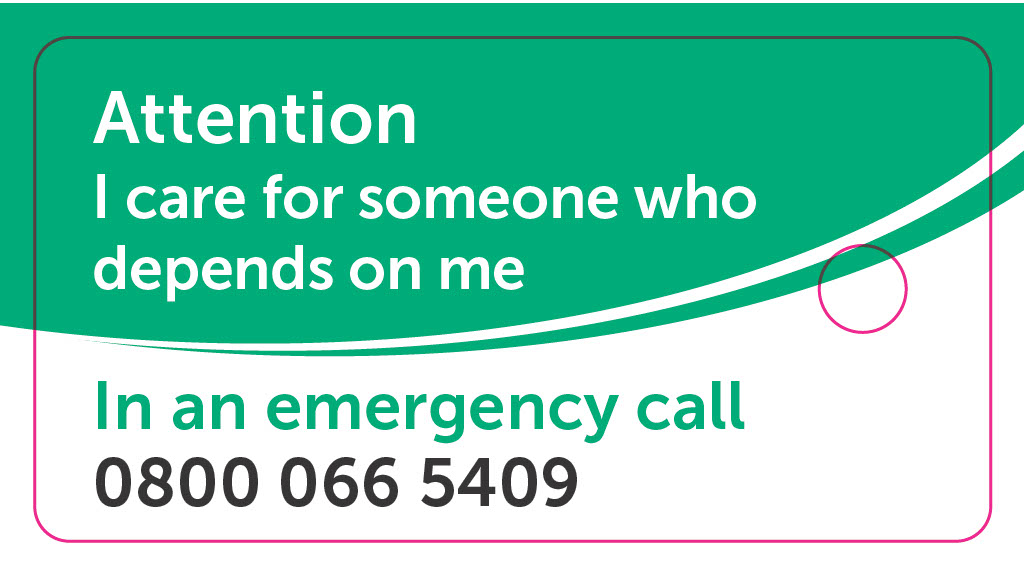 Attention
I care for someone who
depends on me
In an emergency call
0800 066 5409